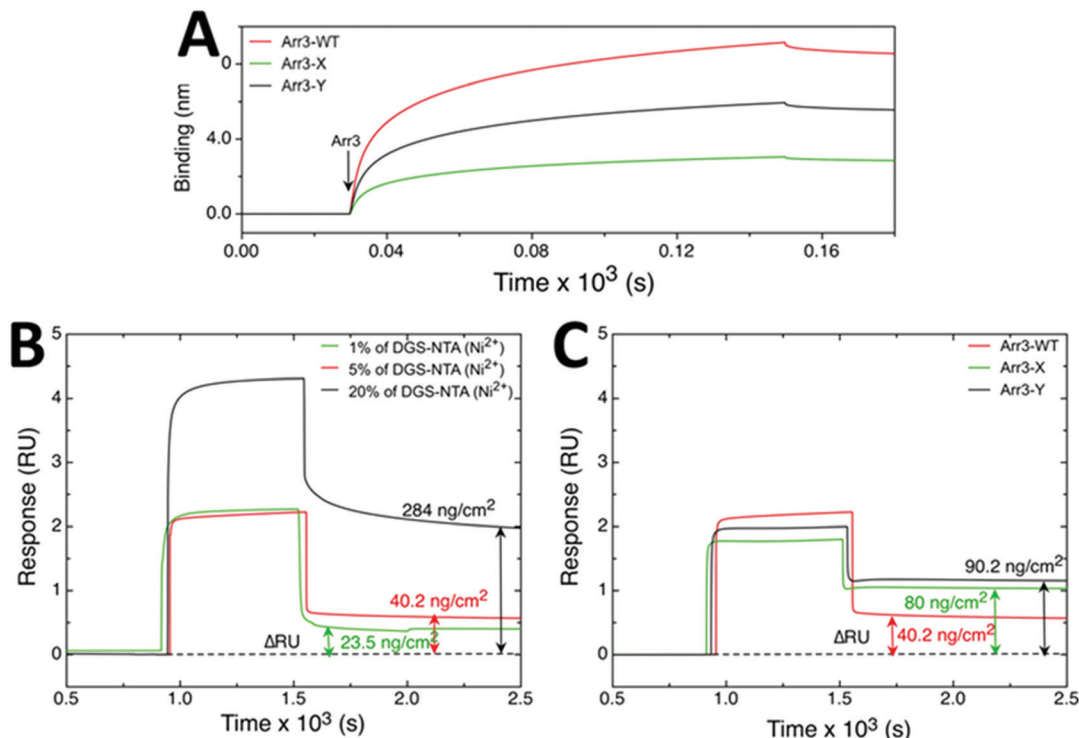 A
Arr3-WT
Arr3-X
Arr3-Y
Binding (nm
0
4.0
0.0
Arr3
0.00
0.04
0.08
0.12
0.16
Time x 10³ (s)
B
1% of DGS-NTA (Ni²⁺)
5% of DGS-NTA (Ni²⁺)
20% of DGS-NTA (Ni²⁺)
Response (RU)
5
4
3
2
1
0
284 ng/cm²
40.2 ng/cm²
23.5 ng/cm²
ΔRU
0.5
1.0
1.5
2.0
2.5
Time x 10³ (s)
C
Arr3-WT
Arr3-X
Arr3-Y
Response (RU)
5
4
3
2
1
0
90.2 ng/cm²
80 ng/cm²
40.2 ng/cm²
ΔRU
0.5
1.0
1.5
2.0
2.5
Time x 10³ (s)